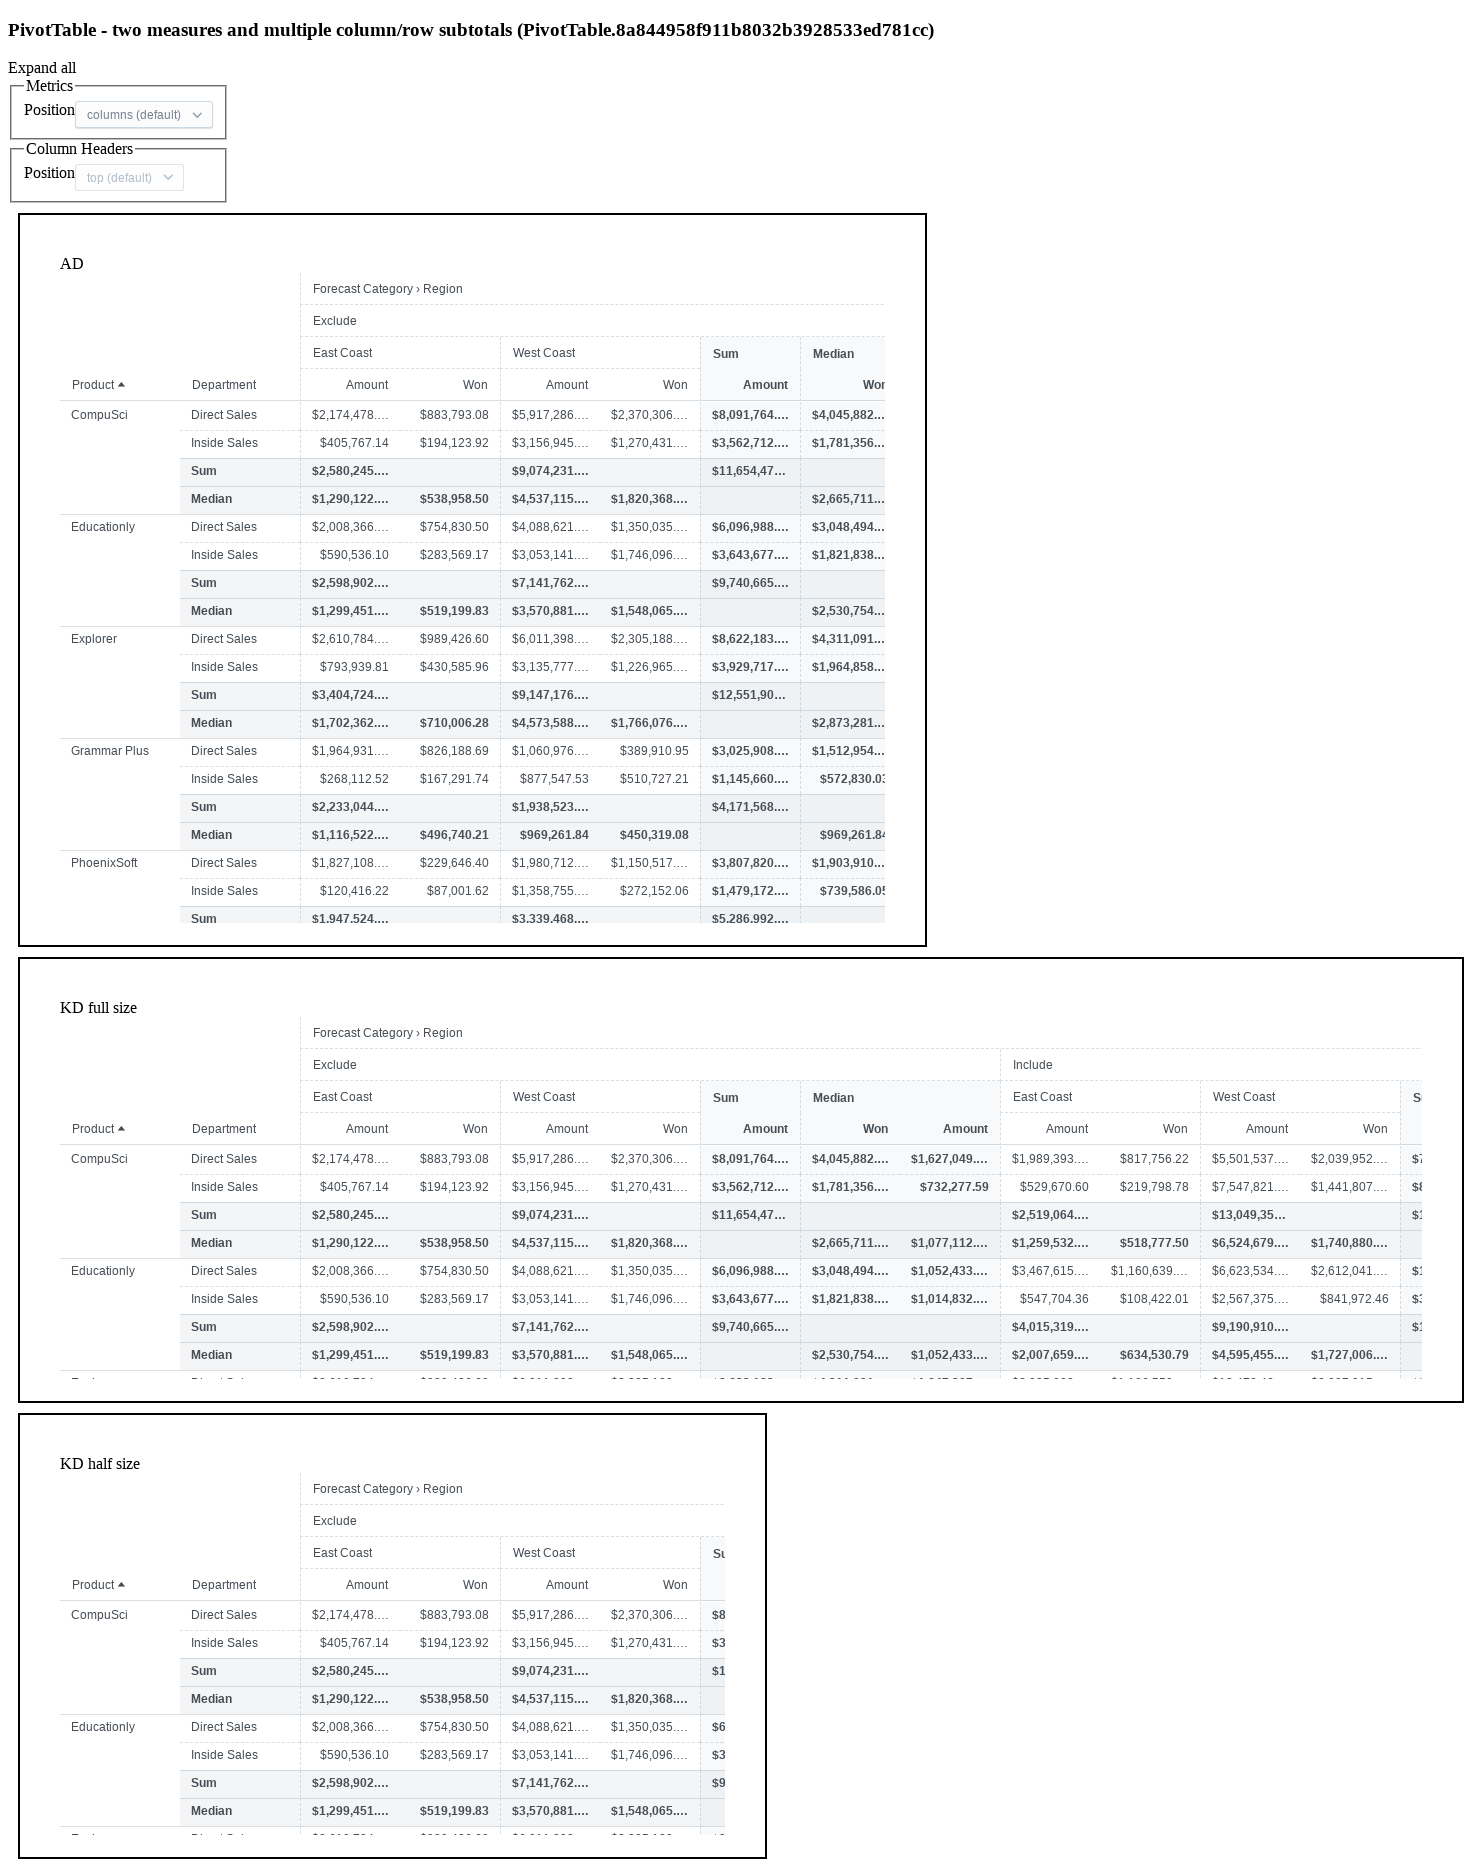 PivotTable - two measures and multiple column/row subtotals (PivotTable.8a844958f911b8032b3928533ed781cc)
Expand all
Metrics
Position columns (default)
Column Headers
Position top (default)
AD
Forecast Category › Region
Exclude
East Coast West Coast Sum Median
Product Department Amount Won Amount Won Amount Won
CompuSci Direct Sales $2,174,478.… $883,793.08 $5,917,286.… $2,370,306.… $8,091,764.… $4,045,882...
Inside Sales $405,767.14 $194,123.92 $3,156,945.… $1,270,431.… $3,562,712.… $1,781,356...
Sum $2,580,245.… $9,074,231.… $11,654,47…
Median $1,290,122.… $538,958.50 $4,537,115.… $1,820,368.… $2,665,711...
Educationly Direct Sales $2,008,366.… $754,830.50 $4,088,621.… $1,350,035.… $6,096,988.… $3,048,494...
Inside Sales $590,536.10 $283,569.17 $3,053,141.… $1,746,096.… $3,643,677.… $1,821,838...
Sum $2,598,902.… $7,141,762.… $9,740,665.…
Median $1,299,451.… $519,199.83 $3,570,881.… $1,548,065.… $2,530,754...
Explorer Direct Sales $2,610,784.… $989,426.60 $6,011,398.… $2,305,188.… $8,622,183.… $4,311,091...
Inside Sales $793,939.81 $430,585.96 $3,135,777.… $1,226,965.… $3,929,717.… $1,964,858...
Sum $3,404,724.… $9,147,176.… $12,551,90…
Median $1,702,362.… $710,006.28 $4,573,588.… $1,766,076.… $2,873,281...
Grammar Plus Direct Sales $1,964,931.… $826,188.69 $1,060,976.… $389,910.95 $3,025,908.… $1,512,954...
Inside Sales $268,112.52 $167,291.74 $877,547.53 $510,727.21 $1,145,660.… $572,830.03
Sum $2,233,044.… $1,938,523.… $4,171,568.…
Median $1,116,522.… $496,740.21 $969,261.84 $450,319.08 $969,261.84
PhoenixSoft Direct Sales $1,827,108.… $229,646.40 $1,980,712.… $1,150,517.… $3,807,820.… $1,903,910...
Inside Sales $120,416.22 $87,001.62 $1,358,755.… $272,152.06 $1,479,172.… $739,586.05
Sum $1,947,524.… $3,339,468.… $5,286,992.…
KD full size
Forecast Category › Region
Exclude Include
East Coast West Coast Sum Median East Coast West Coast
Product Department Amount Won Amount Won Amount Won Amount Amount Won Amount Won
CompuSci Direct Sales $2,174,478.… $883,793.08 $5,917,286.… $2,370,306.… $8,091,764.… $4,045,882.… $1,627,049.… $1,989,393.… $817,756.22 $5,501,537.… $2,039,952.… $7
Inside Sales $405,767.14 $194,123.92 $3,156,945.… $1,270,431.… $3,562,712.… $1,781,356.… $732,277.59 $529,670.60 $219,798.78 $7,547,821.… $1,441,807.… $8
Sum $2,580,245.… $9,074,231.… $11,654,47… $2,519,064.… $13,049,35… $1
Median $1,290,122.… $538,958.50 $4,537,115.… $1,820,368.… $2,665,711.… $1,077,112.… $1,259,532.… $518,777.50 $6,524,679.… $1,740,880.…
Educationly Direct Sales $2,008,366.… $754,830.50 $4,088,621.… $1,350,035.… $6,096,988.… $3,048,494.… $1,052,433.… $3,467,615.… $1,160,639.… $6,623,534.… $2,612,041.… $1
Inside Sales $590,536.10 $283,569.17 $3,053,141.… $1,746,096.… $3,643,677.… $1,821,838.… $1,014,832.… $547,704.36 $108,422.01 $2,567,375.… $841,972.46 $3
Sum $2,598,902.… $7,141,762.… $9,740,665.… $4,015,319.… $9,190,910.… $1
Median $1,299,451.… $519,199.83 $3,570,881.… $1,548,065.… $2,530,754.… $1,052,433.… $2,007,659.… $634,530.79 $4,595,455.… $1,727,006.…
KD half size
Forecast Category › Region
Exclude
East Coast West Coast Su
Product Department Amount Won Amount Won
CompuSci Direct Sales $2,174,478.… $883,793.08 $5,917,286.… $2,370,306.… $8
Inside Sales $405,767.14 $194,123.92 $3,156,945.… $1,270,431.… $3
Sum $2,580,245.… $9,074,231.… $1
Median $1,290,122.… $538,958.50 $4,537,115.… $1,820,368.…
Educationly Direct Sales $2,008,366.… $754,830.50 $4,088,621.… $1,350,035.… $6
Inside Sales $590,536.10 $283,569.17 $3,053,141.… $1,746,096.… $3
Sum $2,598,902.… $7,141,762.… $9
Median $1,299,451.… $519,199.83 $3,570,881.… $1,548,065.…